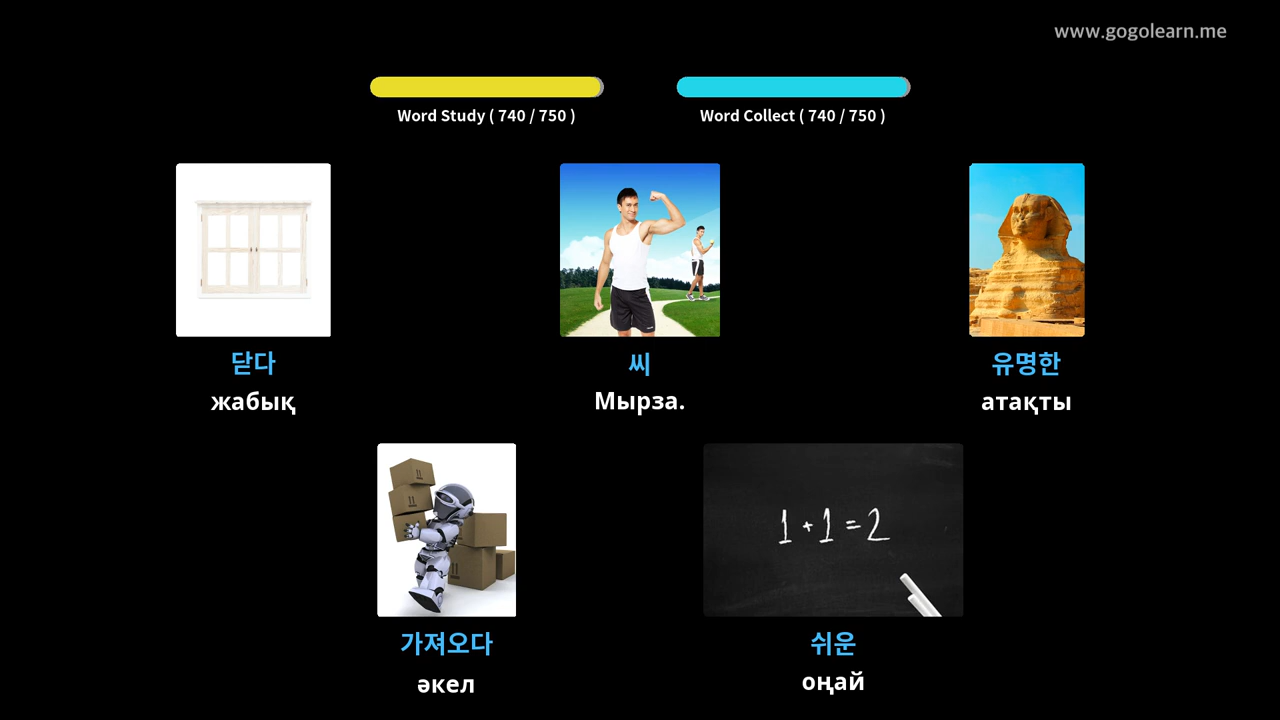 www.gogolearn.me
Word Study ( 740 / 750 )
Word Collect ( 740 / 750 )
닫다
жабық
씨
Мырза.
유명한
атақты
1 + 1 = 2
가져오다
әкел
쉬운
оңай